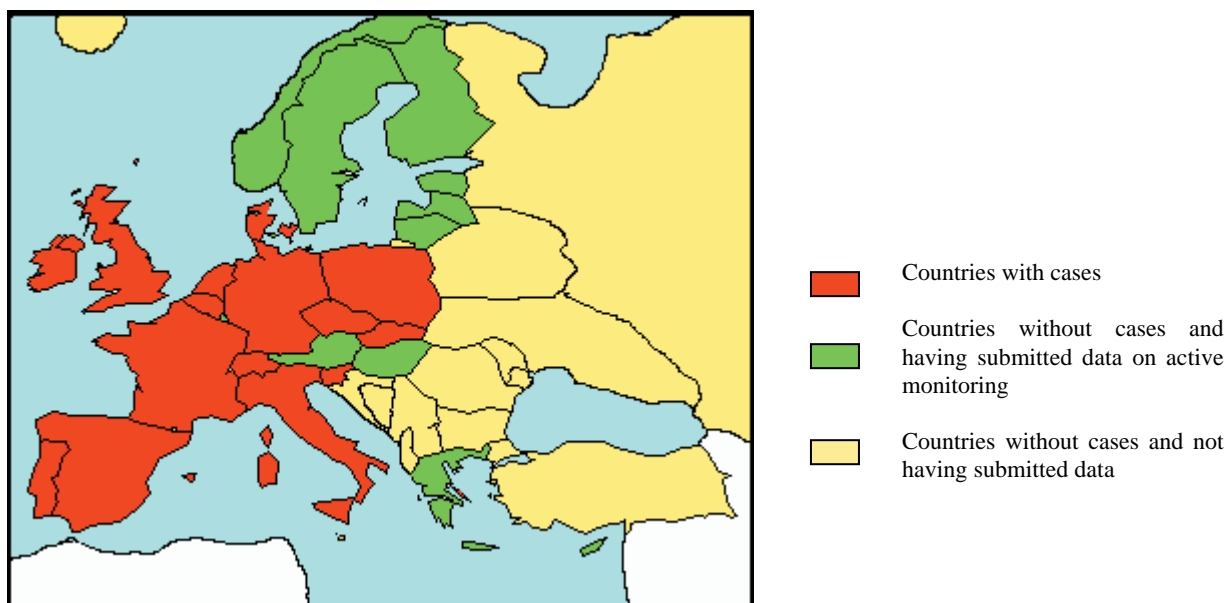 Countries with cases
Countries without cases and
having submitted data on active
monitoring
Countries without cases and not
having submitted data